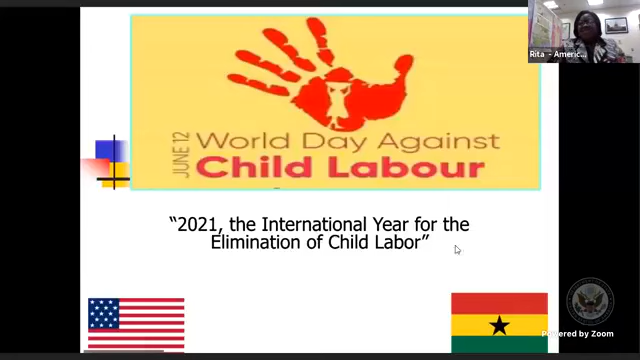 Rita - Americ...
JUNE 12
World Day Against
Child Labour
“2021, the International Year for the
Elimination of Child Labor”
Powered by Zoom